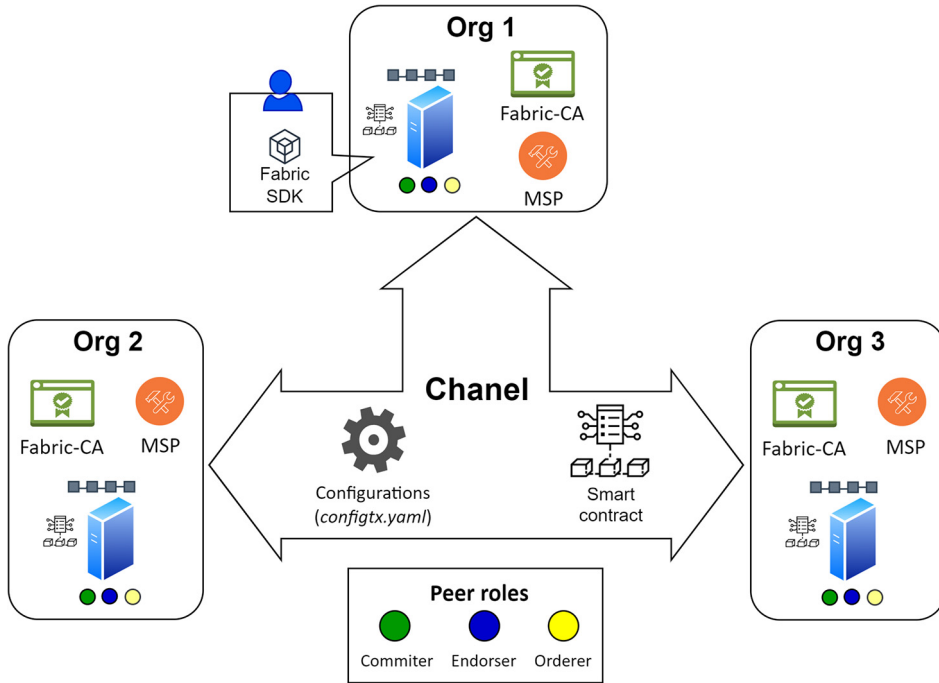 Org 1
Fabric-CA
Fabric
SDK
MSP
Org 2
Fabric-CA
MSP
Chanel
Configurations
(configtx.yaml)
Smart
contract
Org 3
Fabric-CA
MSP
Peer roles
Commiter
Endorser
Orderer